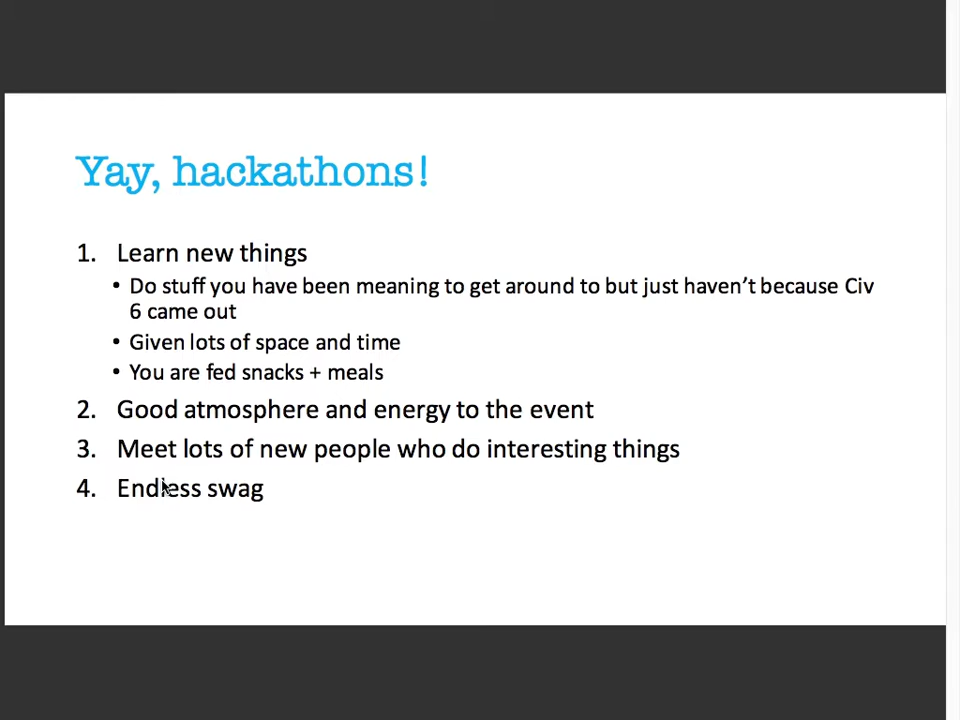 Yay, hackathons!
1. Learn new things
• Do stuff you have been meaning to get around to but just haven’t because Civ
6 came out
• Given lots of space and time
• You are fed snacks + meals
2. Good atmosphere and energy to the event
3. Meet lots of new people who do interesting things
4. Endless swag